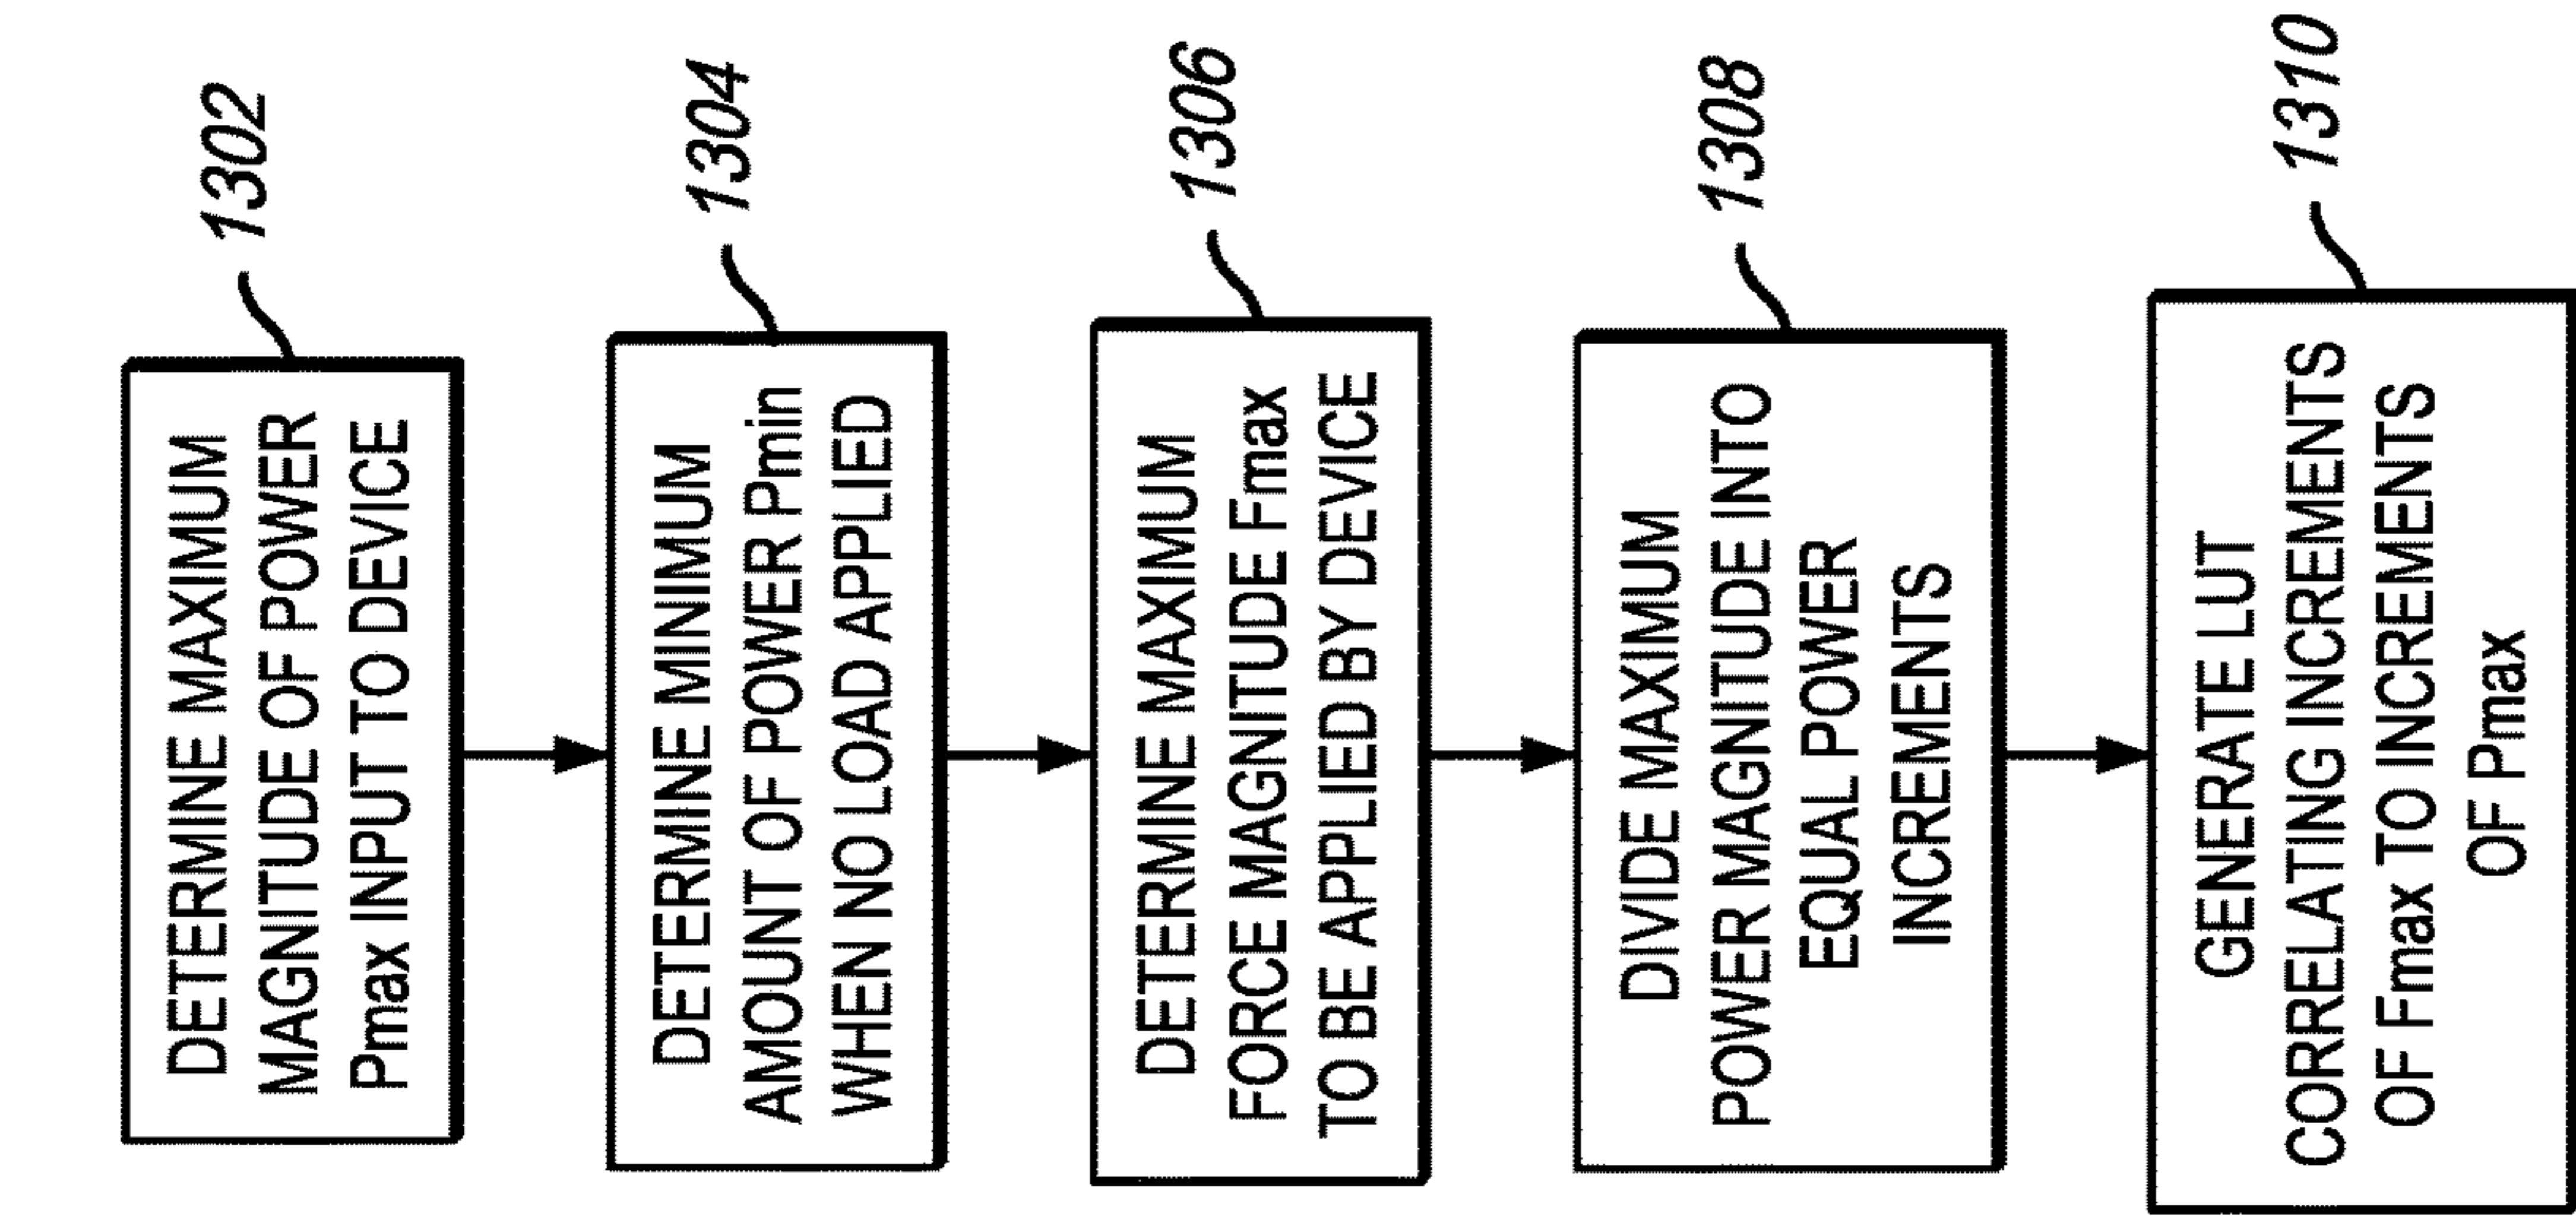 1302
DETERMINE MAXIMUM
MAGNITUDE OF POWER
Pmax INPUT TO DEVICE
1304
DETERMINE MINIMUM
AMOUNT OF POWER Pmin
WHEN NO LOAD APPLIED
1306
DETERMINE MAXIMUM
FORCE MAGNITUDE Fmax
TO BE APPLIED BY DEVICE
1308
DIVIDE MAXIMUM
POWER MAGNITUDE INTO
EQUAL POWER
INCREMENTS
1310
GENERATE LUT
CORRELATING INCREMENTS
OF Fmax TO INCREMENTS
OF Pmax